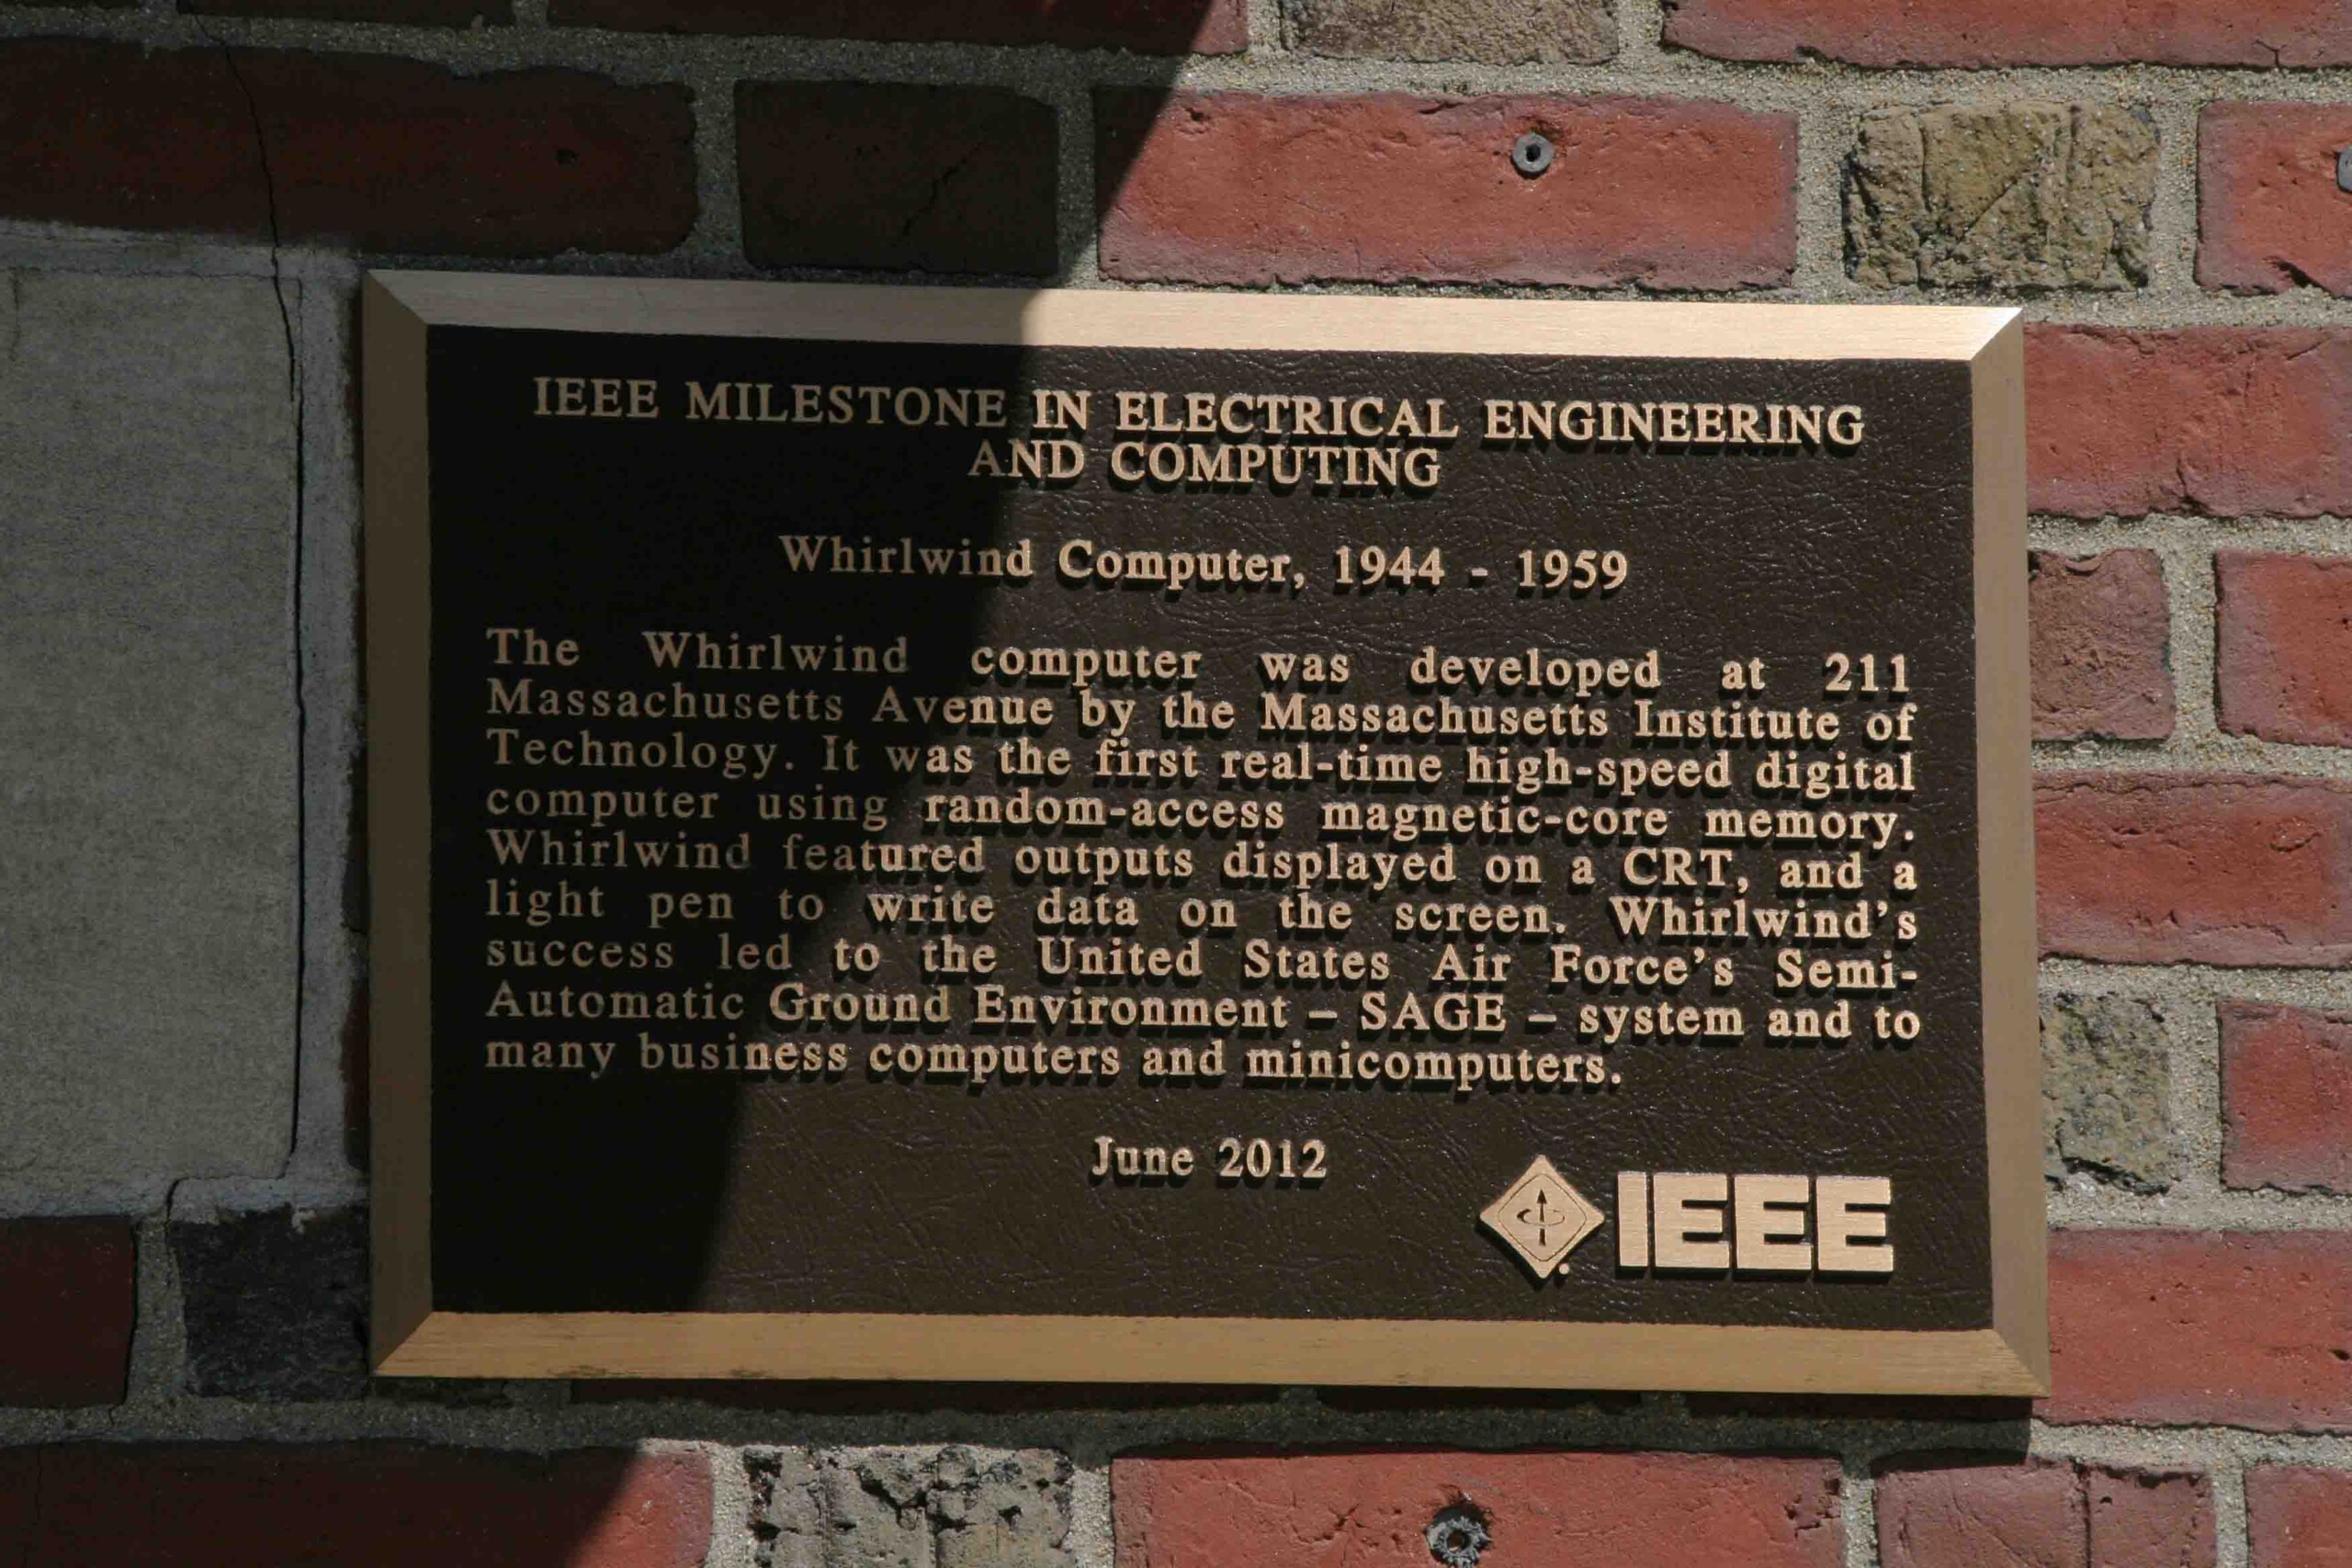 IEEE MILESTONE IN ELECTRICAL ENGINEERING
AND COMPUTING
Whirlwind Computer, 1944 - 1959
The Whirlwind computer was developed at 211
Massachusetts Avenue by the Massachusetts Institute of
Technology. It was the first real-time high-speed digital
computer using random-access magnetic-core memory.
Whirlwind featured outputs displayed on a CRT, and a
light pen to write data on the screen. Whirlwind's
success led to the United States Air Force's Semi-
Automatic Ground Environment – SAGE – system and to
many business computers and minicomputers.
June 2012
IEEE